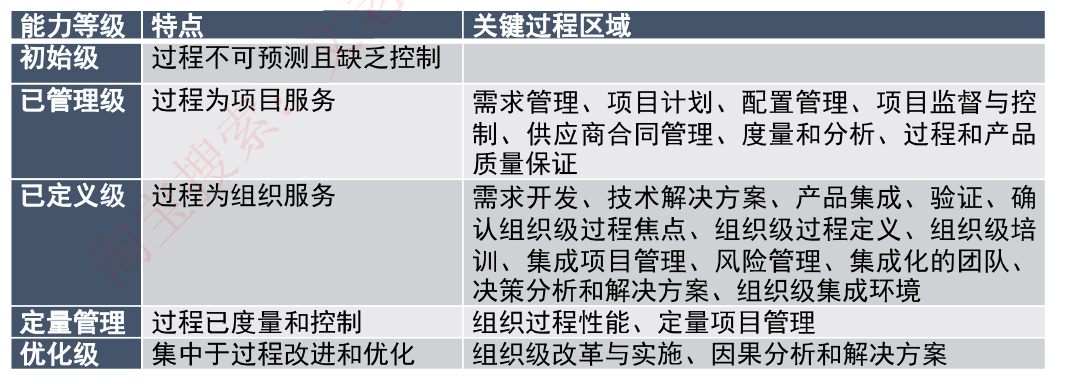 能力等级 特点 关键过程区域
初始级 过程不可预测且缺乏控制
已管理级 过程为项目服务 需求管理、项目计划、配置管理、项目监督与控
制、供应商合同管理、度量和分析、过程和产品
质量保证
已定义级 过程为组织服务 需求开发、技术解决方案、产品集成、验证、确
认组织级过程焦点、组织级过程定义、组织级培
训、集成项目管理、风险管理、集成化的团队、
决策分析和解决方案、组织级集成环境
定量管理 过程已度量和控制 组织过程性能、定量项目管理
优化级 集中于过程改进和优化 组织级改革与实施、因果分析和解决方案
淘宝搜索